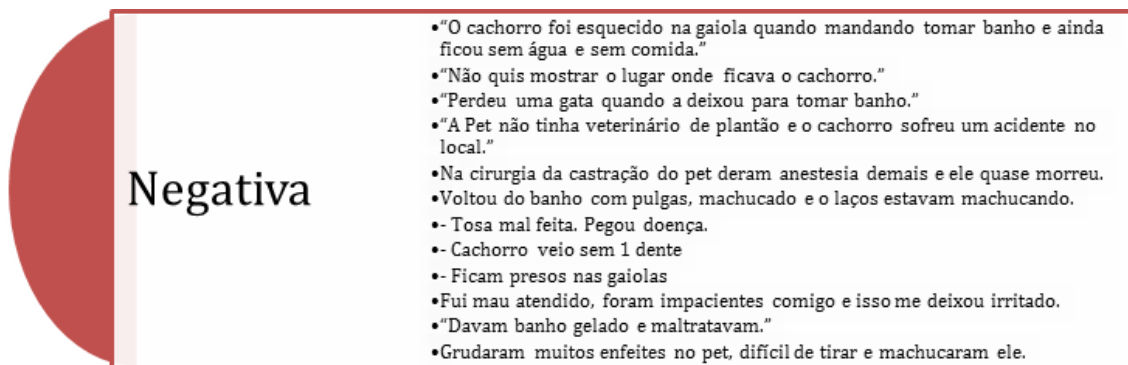 Negativa
•“O cachorro foi esquecido na gaiola quando mandando tomar banho e ainda
ficou sem água e sem comida.”
•“Não quis mostrar o lugar onde ficava o cachorro.”
•“Perdeu uma gata quando a deixou para tomar banho.”
•“A Pet não tinha veterinário de plantão e o cachorro sofreu um acidente no
local.”
•Na cirurgia da castração do pet deram anestesia demais e ele quase morreu.
•Voltou do banho com pulgas, machucado e o laços estavam machucando.
•- Tosa mal feita. Pegou doença.
•- Cachorro veio sem 1 dente
•- Ficam presos nas gaiolas
•Fui mau atendido, foram impacientes comigo e isso me deixou irritado.
•“Davam banho gelado e maltratavam.”
•Grudaram muitos enfeites no pet, difícil de tirar e machucaram ele.